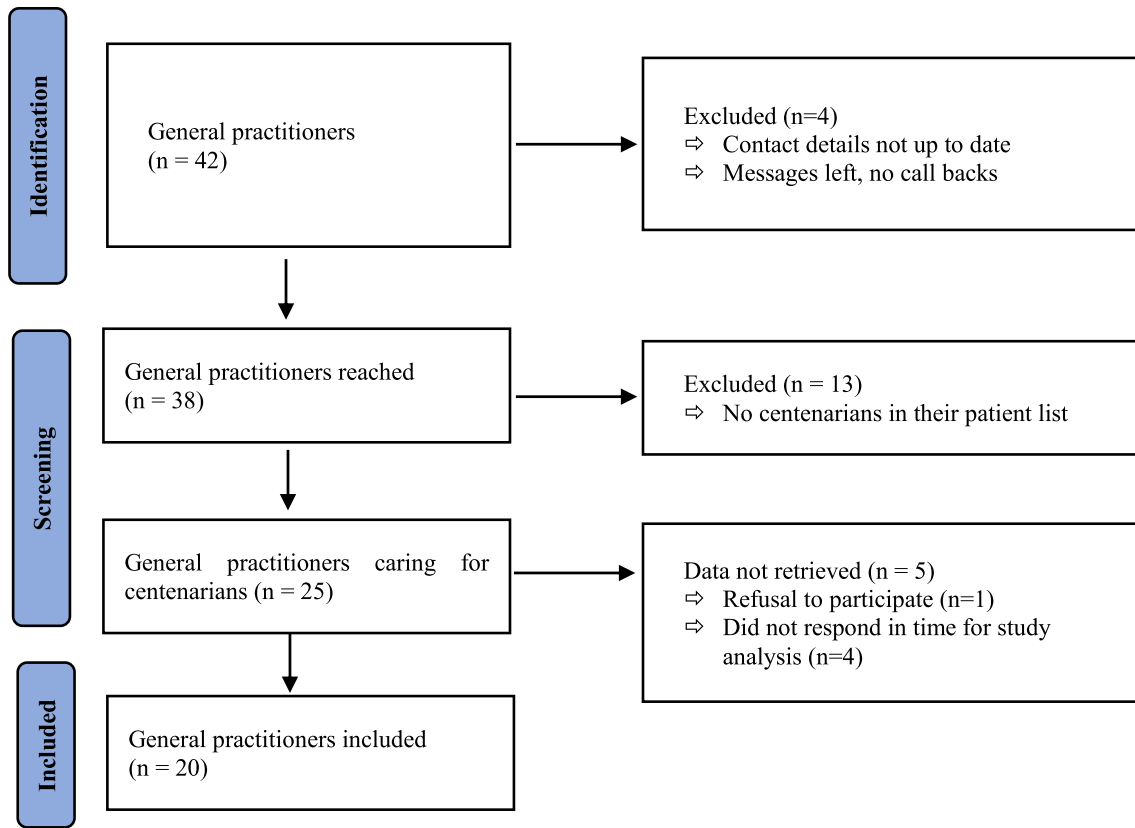 Identification
General practitioners
(n = 42)
Excluded (n=4)
⇨ Contact details not up to date
⇨ Messages left, no call backs
Screening
General practitioners reached
(n = 38)
Excluded (n = 13)
⇨ No centenarians in their patient list
General practitioners caring for
centenarians (n = 25)
Data not retrieved (n = 5)
⇨ Refusal to participate (n=1)
⇨ Did not respond in time for study
analysis (n=4)
Included
General practitioners included
(n = 20)